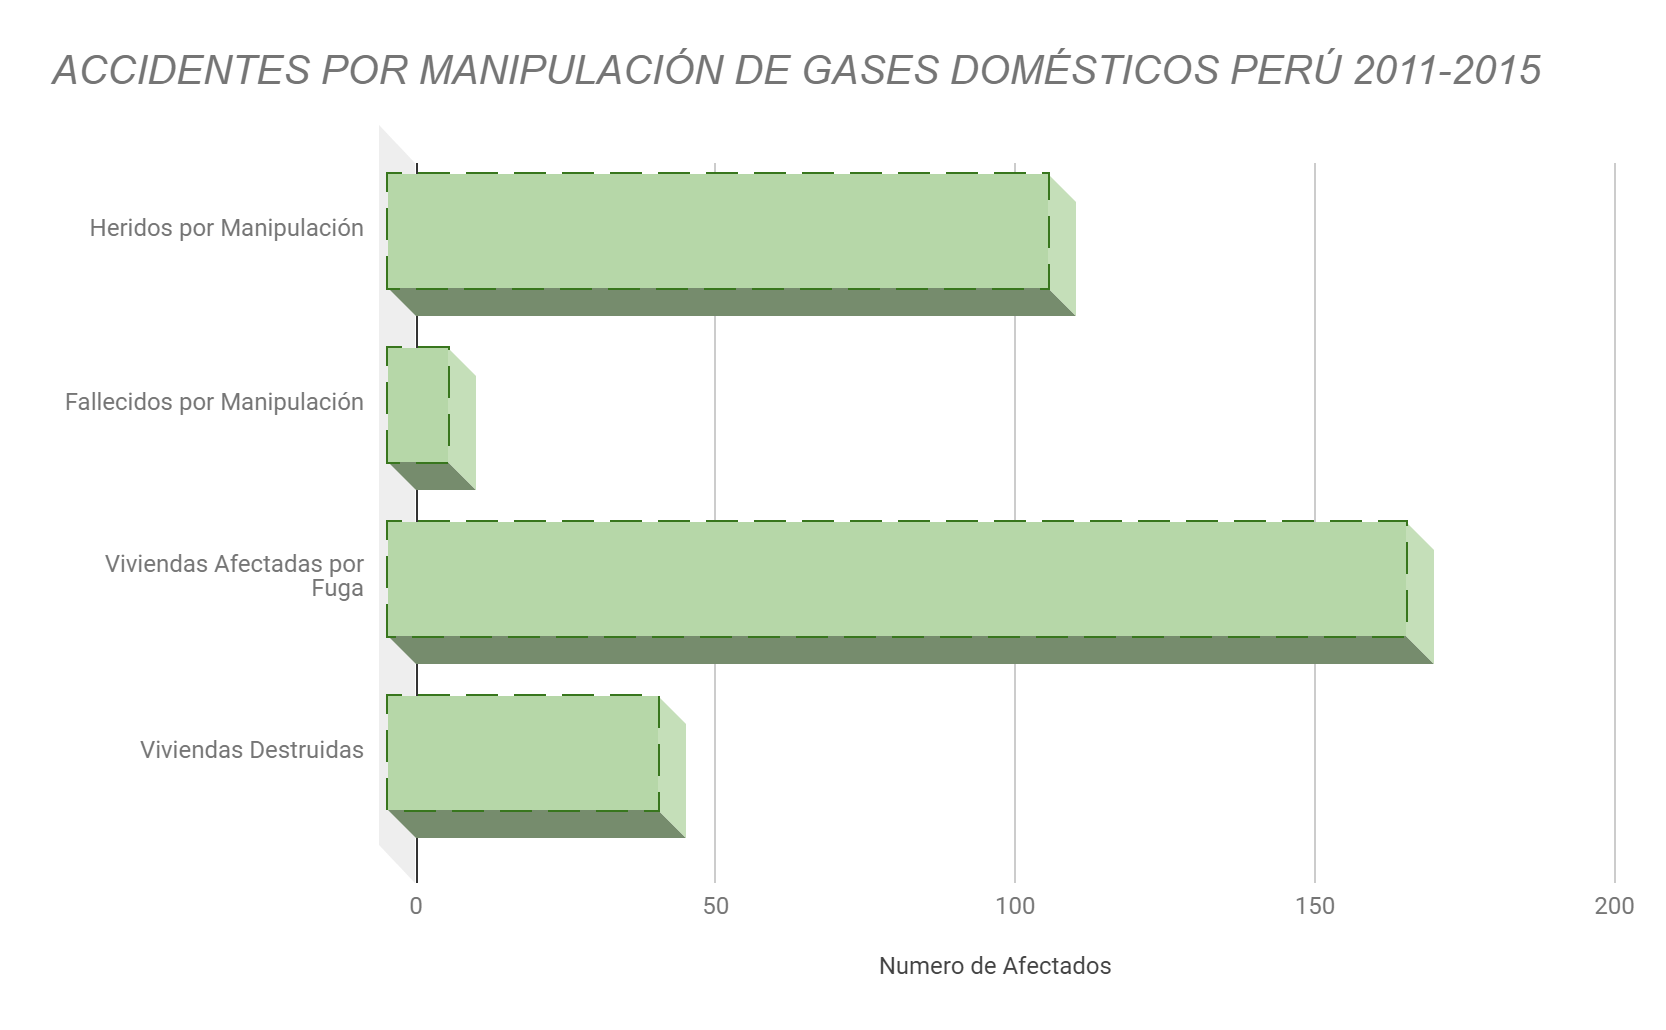 ACCIDENTES POR MANIPULACIÓN DE GASES DOMÉSTICOS PERÚ 2011-2015
Heridos por Manipulación
Fallecidos por Manipulación
Viviendas Afectadas por
Fuga
Viviendas Destruidas
0 50 100 150 200
Numero de Afectados